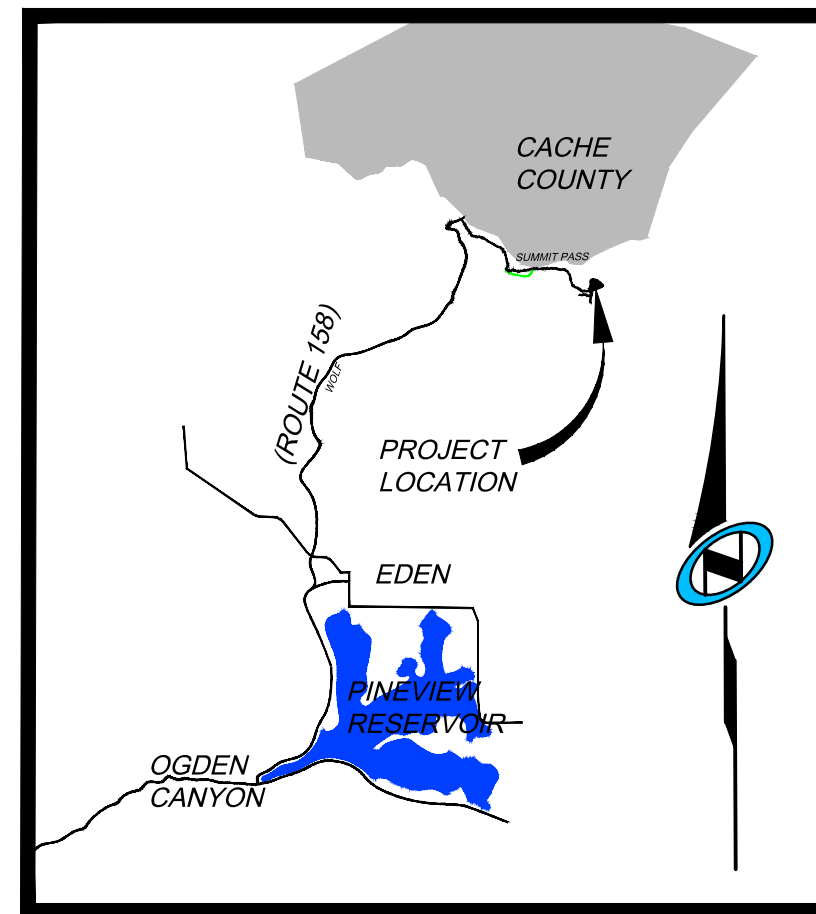 CACHE
COUNTY
SUMMIT PASS
(ROUTE 158)
WOLF
PROJECT
LOCATION
N
EDEN
PINEVIEW
RESERVOIR
OGDEN
CANYON